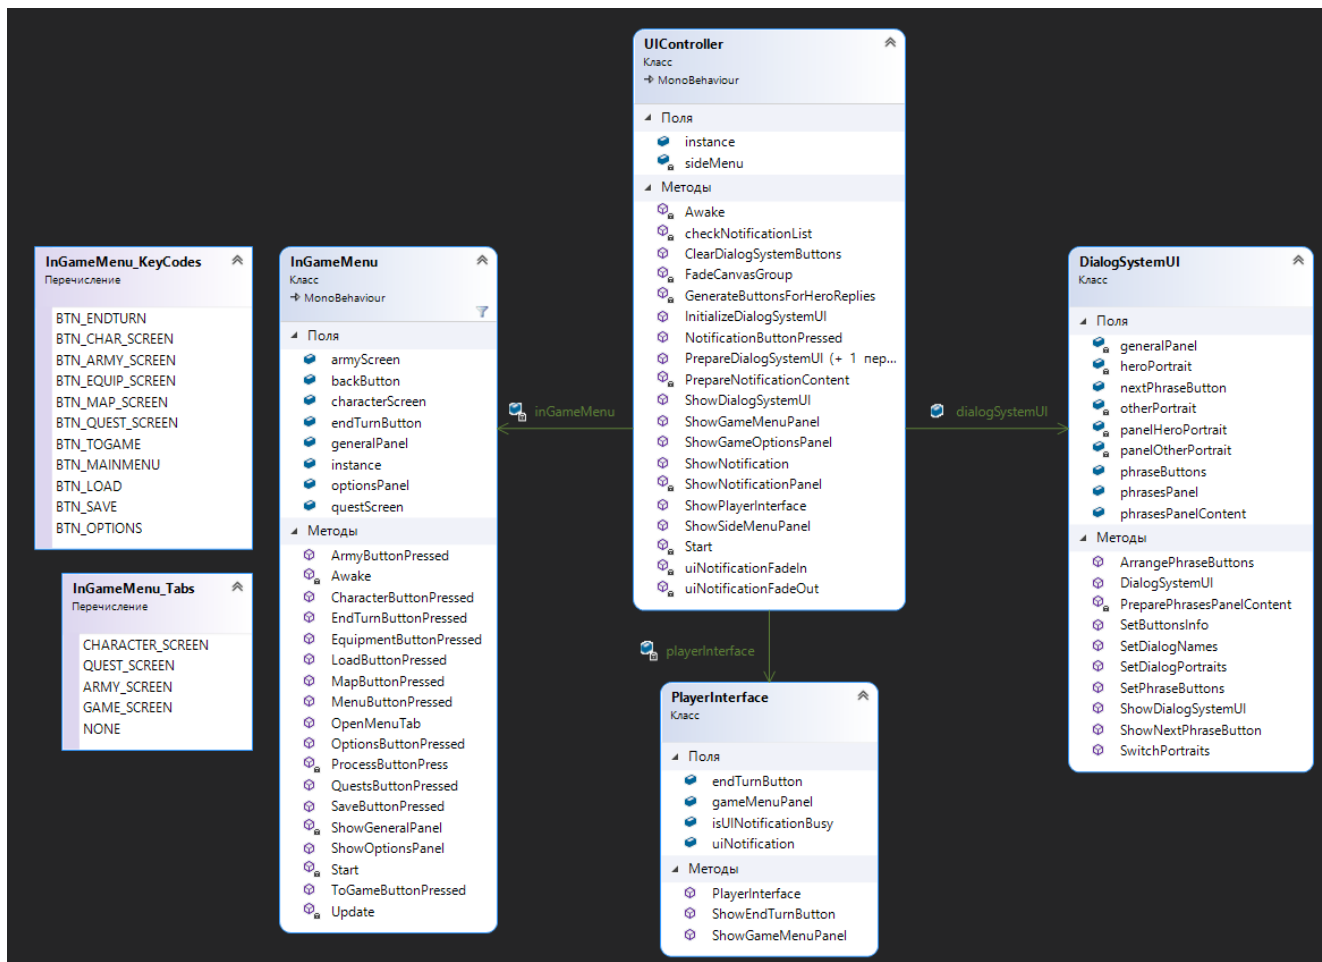 UIController
Класс
MonoBehaviour
Поля
instance
sideMenu
Методы
Awake
checkNotificationList
ClearDialogSystemButtons
FadeCanvasGroup
GenerateButtonsForHeroReplies
InitializeDialogSystemUI
NotificationButtonPressed
PrepareDialogSystemUI (+ 1 пер...
PrepareNotificationContent
ShowDialogSystemUI
ShowGameMenuPanel
ShowGameOptionsPanel
ShowNotification
ShowNotificationPanel
ShowPlayerInterface
ShowSideMenuPanel
Start
uiNotificationFadeIn
uiNotificationFadeOut
InGameMenu_KeyCodes
Перечисление
BTN_ENDTURN
BTN_CHAR_SCREEN
BTN_ARMY_SCREEN
BTN_EQUIP_SCREEN
BTN_MAP_SCREEN
BTN_QUEST_SCREEN
BTN_TOGAME
BTN_MAINMENU
BTN_LOAD
BTN_SAVE
BTN_OPTIONS
InGameMenu_Tabs
Перечисление
CHARACTER_SCREEN
QUEST_SCREEN
ARMY_SCREEN
GAME_SCREEN
NONE
InGameMenu
Класс
MonoBehaviour
Поля
armyScreen
backButton
characterScreen
endTurnButton
generalPanel
instance
optionsPanel
questScreen
Методы
ArmyButtonPressed
Awake
CharacterButtonPressed
EndTurnButtonPressed
EquipmentButtonPressed
LoadButtonPressed
MapButtonPressed
MenuButtonPressed
OpenMenuTab
OptionsButtonPressed
ProcessButtonPress
QuestsButtonPressed
SaveButtonPressed
ShowGeneralPanel
ShowOptionsPanel
Start
ToGameButtonPressed
Update
inGameMenu
dialogSystemUI
playerInterface
PlayerInterface
Класс
Поля
endTurnButton
gameMenuPanel
isUINotificationBusy
uiNotification
Методы
PlayerInterface
ShowEndTurnButton
ShowGameMenuPanel
DialogSystemUI
Класс
Поля
generalPanel
heroPortrait
nextPhraseButton
otherPortrait
panelHeroPortrait
panelOtherPortrait
phraseButtons
phrasesPanel
phrasesPanelContent
Методы
ArrangePhraseButtons
DialogSystemUI
PreparePhrasesPanelContent
SetButtonsInfo
SetDialogNames
SetDialogPortraits
SetPhraseButtons
ShowDialogSystemUI
ShowNextPhraseButton
SwitchPortraits